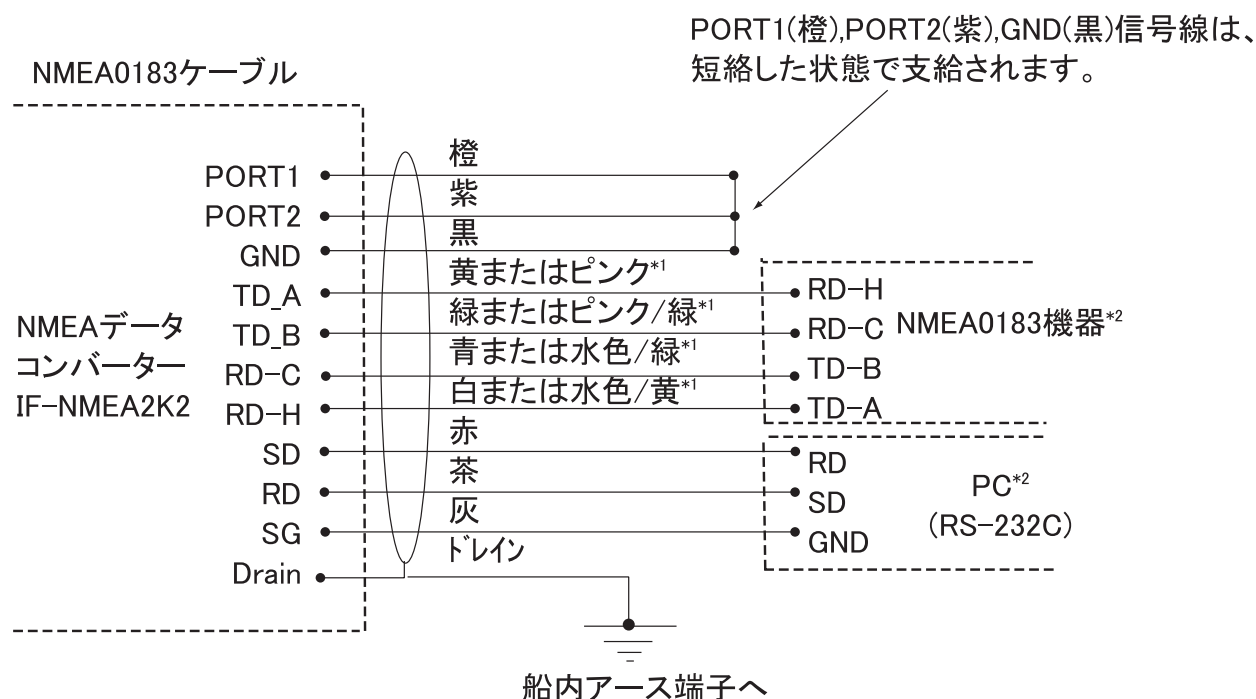 PORT1(橙),PORT2(紫),GND(黒)信号線は、
短絡した状態で支給されます。
NMEA0183ケーブル
PORT1
PORT2
GND
TD_A
TD_B
RD-C
RD-H
SD
RD
SG
Drain
NMEAデータ
コンバーター
IF-NMEA2K2
橙
紫
黒
黄またはピンク*1
緑またはピンク/緑*1
青または水色/緑*1
白または水色/黄*1
赤
茶
灰
ドレイン
RD-H
RD-C
TD-B
TD-A
NMEA0183機器*2
RD
SD
GND
PC*2
(RS-232C)
船内アース端子へ